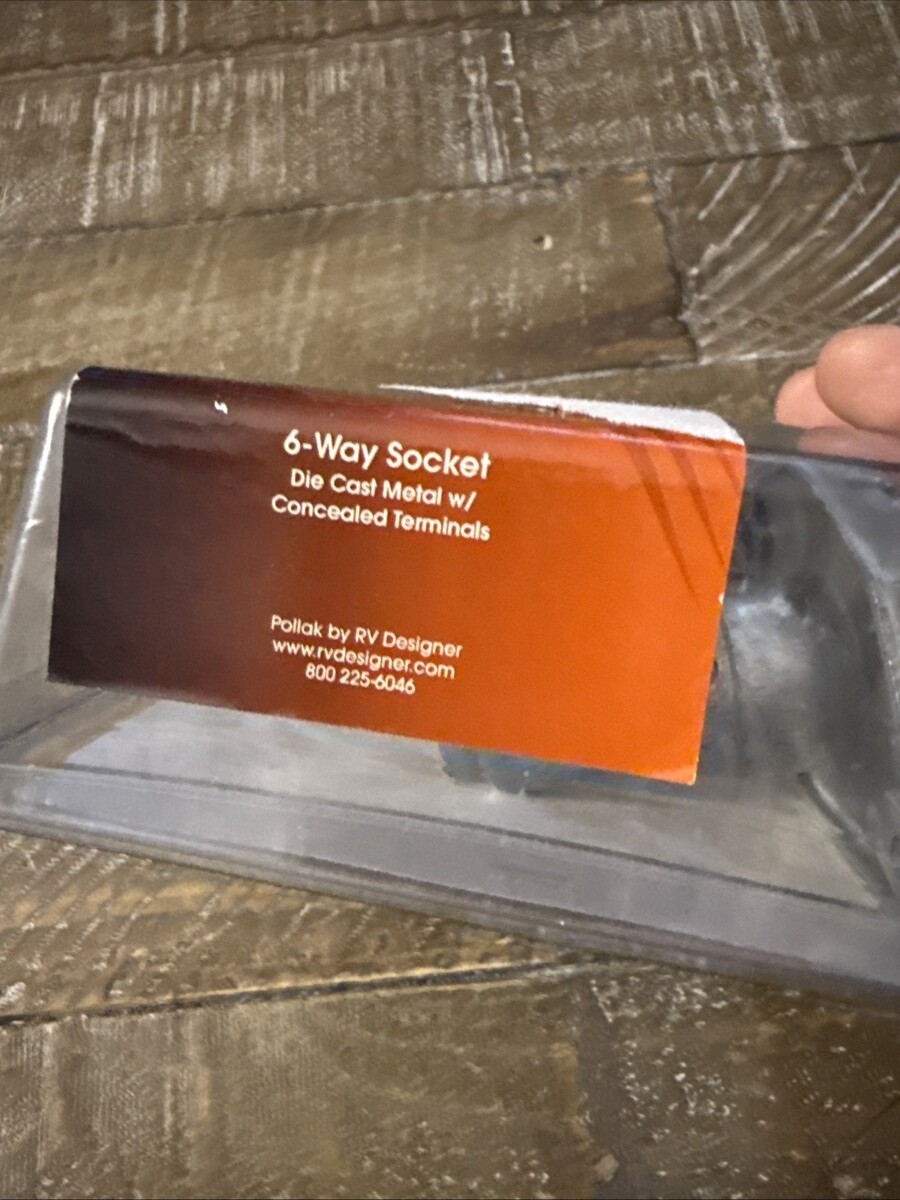 6-Way Socket
Die Cast Metal w/
Concealed Terminals
Pollak by RV Designer
www.rvdesigner.com
800 225-6046